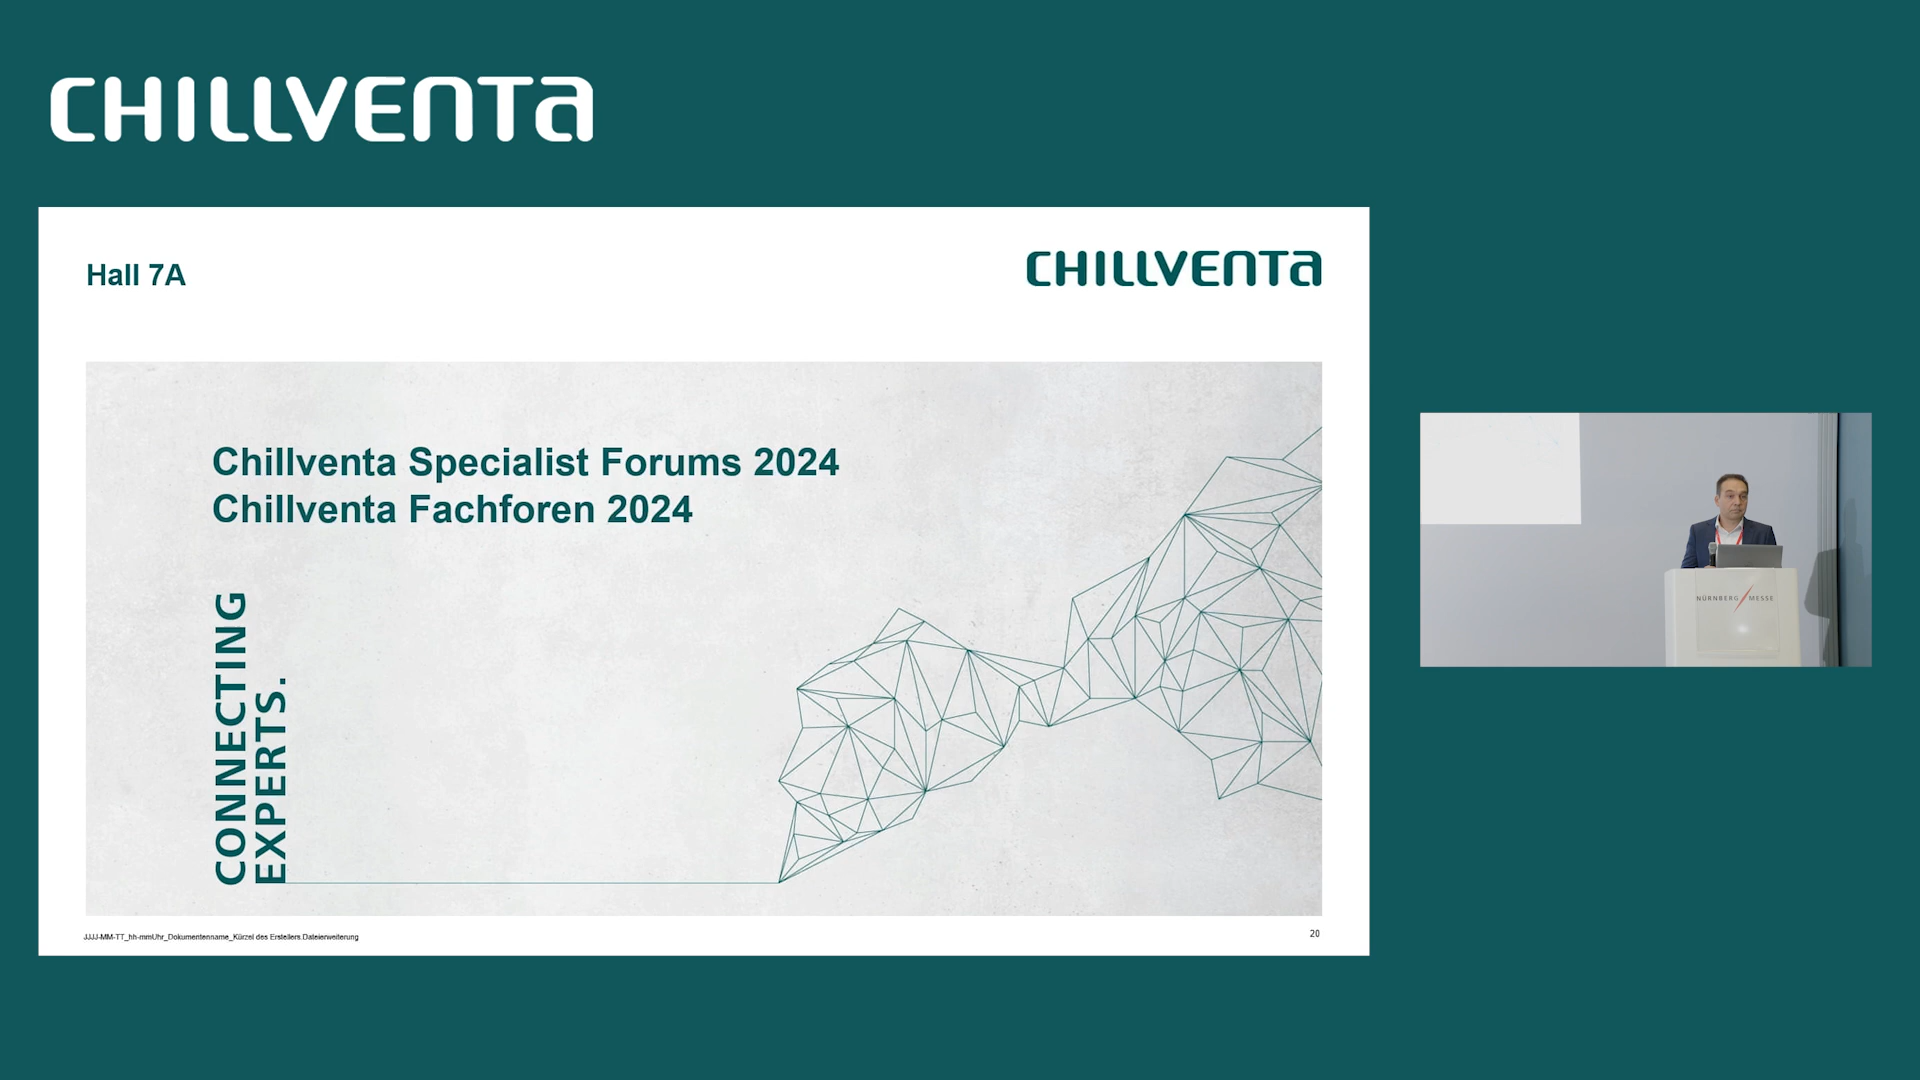 CHILLVENTA
Hall 7A
CHILLVENTA
Chillventa Specialist Forums 2024
Chillventa Fachforen 2024
CONNECTING
EXPERTS.
JJJJ-MM-TT_hh-mmUhr_Dokumentenname_Kürzel des Erstellers.Dateierweiterung
20
NÜRNBERG MESSE